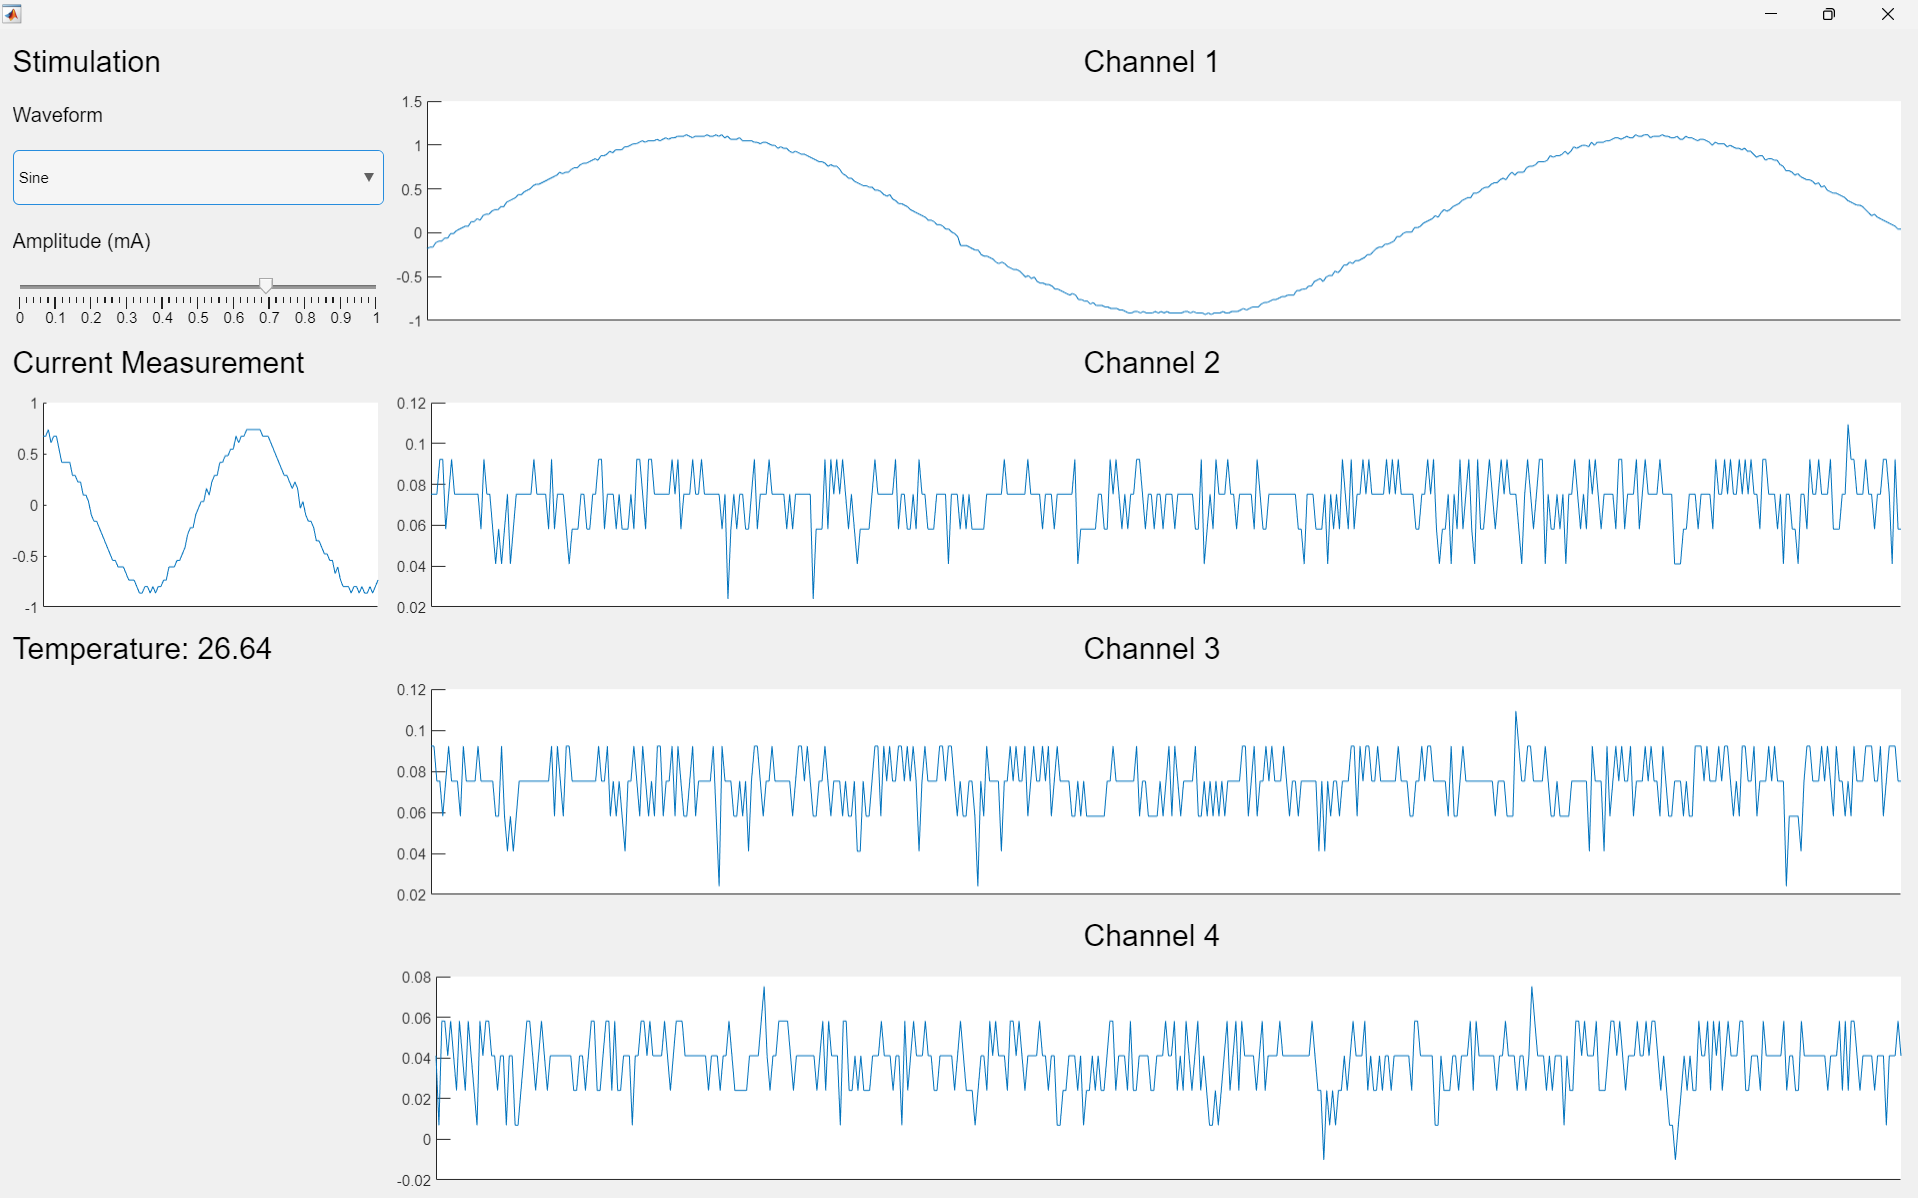 Stimulation
Waveform
Sine
Amplitude (mA)
0 0.1 0.2 0.3 0.4 0.5 0.6 0.7 0.8 0.9 1
Current Measurement
1
0.5
0
-0.5
-1
Temperature: 26.64
Channel 1
1.5
1
0.5
0
-0.5
-1
Channel 2
0.12
0.1
0.08
0.06
0.04
0.02
Channel 3
0.12
0.1
0.08
0.06
0.04
0.02
Channel 4
0.08
0.06
0.04
0.02
0
-0.02